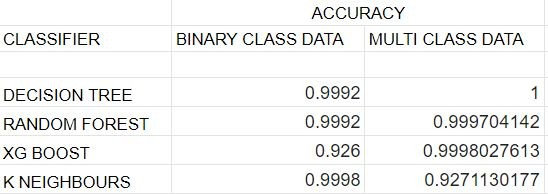 ACCURACY
CLASSIFIER BINARY CLASS DATA MULTI CLASS DATA
DECISION TREE 0.9992 1
RANDOM FOREST 0.9992 0.999704142
XG BOOST 0.926 0.9998027613
K NEIGHBOURS 0.9998 0.9271130177